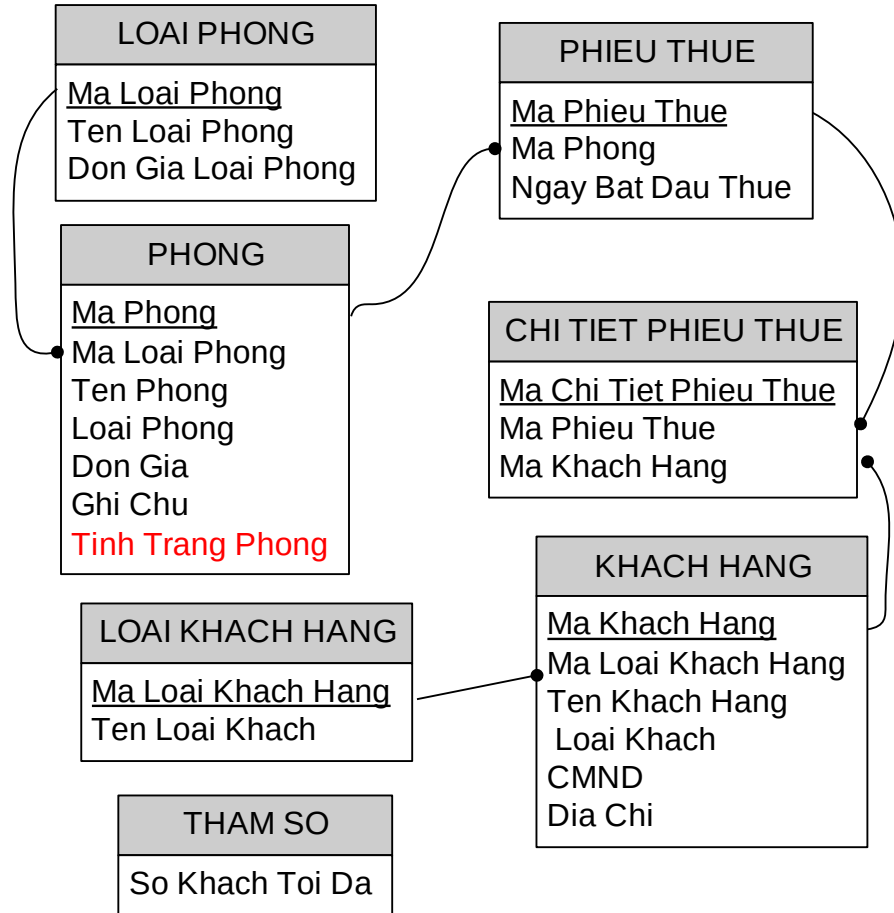 LOAI PHONG
Ma Loai Phong
Ten Loai Phong
Don Gia Loai Phong
PHIEU THUE
Ma Phieu Thue
Ma Phong
Ngay Bat Dau Thue
PHONG
Ma Phong
Ma Loai Phong
Ten Phong
Loai Phong
Don Gia
Ghi Chu
Tinh Trang Phong
CHI TIET PHIEU THUE
Ma Chi Tiet Phieu Thue
Ma Phieu Thue
Ma Khach Hang
LOAI KHACH HANG
Ma Loai Khach Hang
Ten Loai Khach
KHACH HANG
Ma Khach Hang
Ma Loai Khach Hang
Ten Khach Hang
Loai Khach
CMND
Dia Chi
THAM SO
So Khach Toi Da